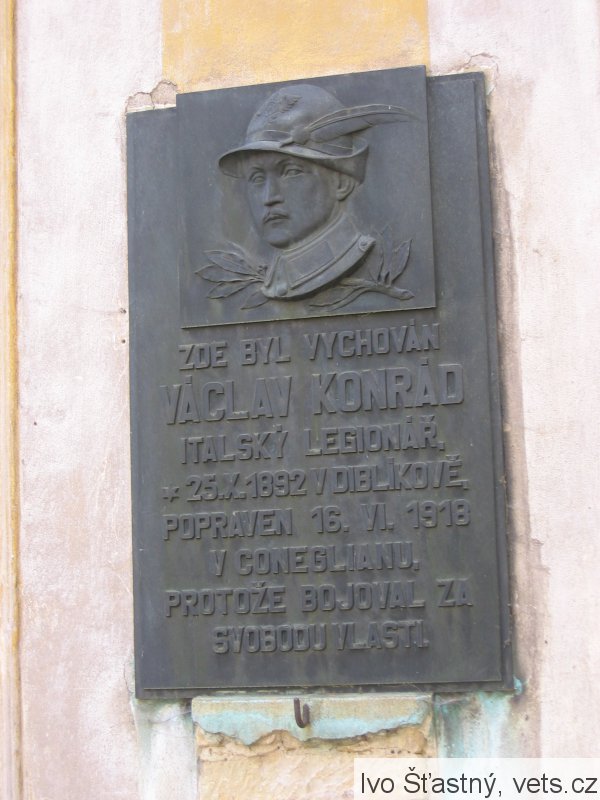 ZDE BYL VYCHOVÁN
VÁCLAV KONRÁD
ITALSKÝ LEGIONÁŘ,
* 25.X.1892 V DIBLÍKOVĚ,
POPRAVEN 16. VI. 1918
V CONEGLIANU,
PROTOŽE BOJOVAL ZA
SVOBODU VLASTI.
Ivo Šťastný, vets.cz